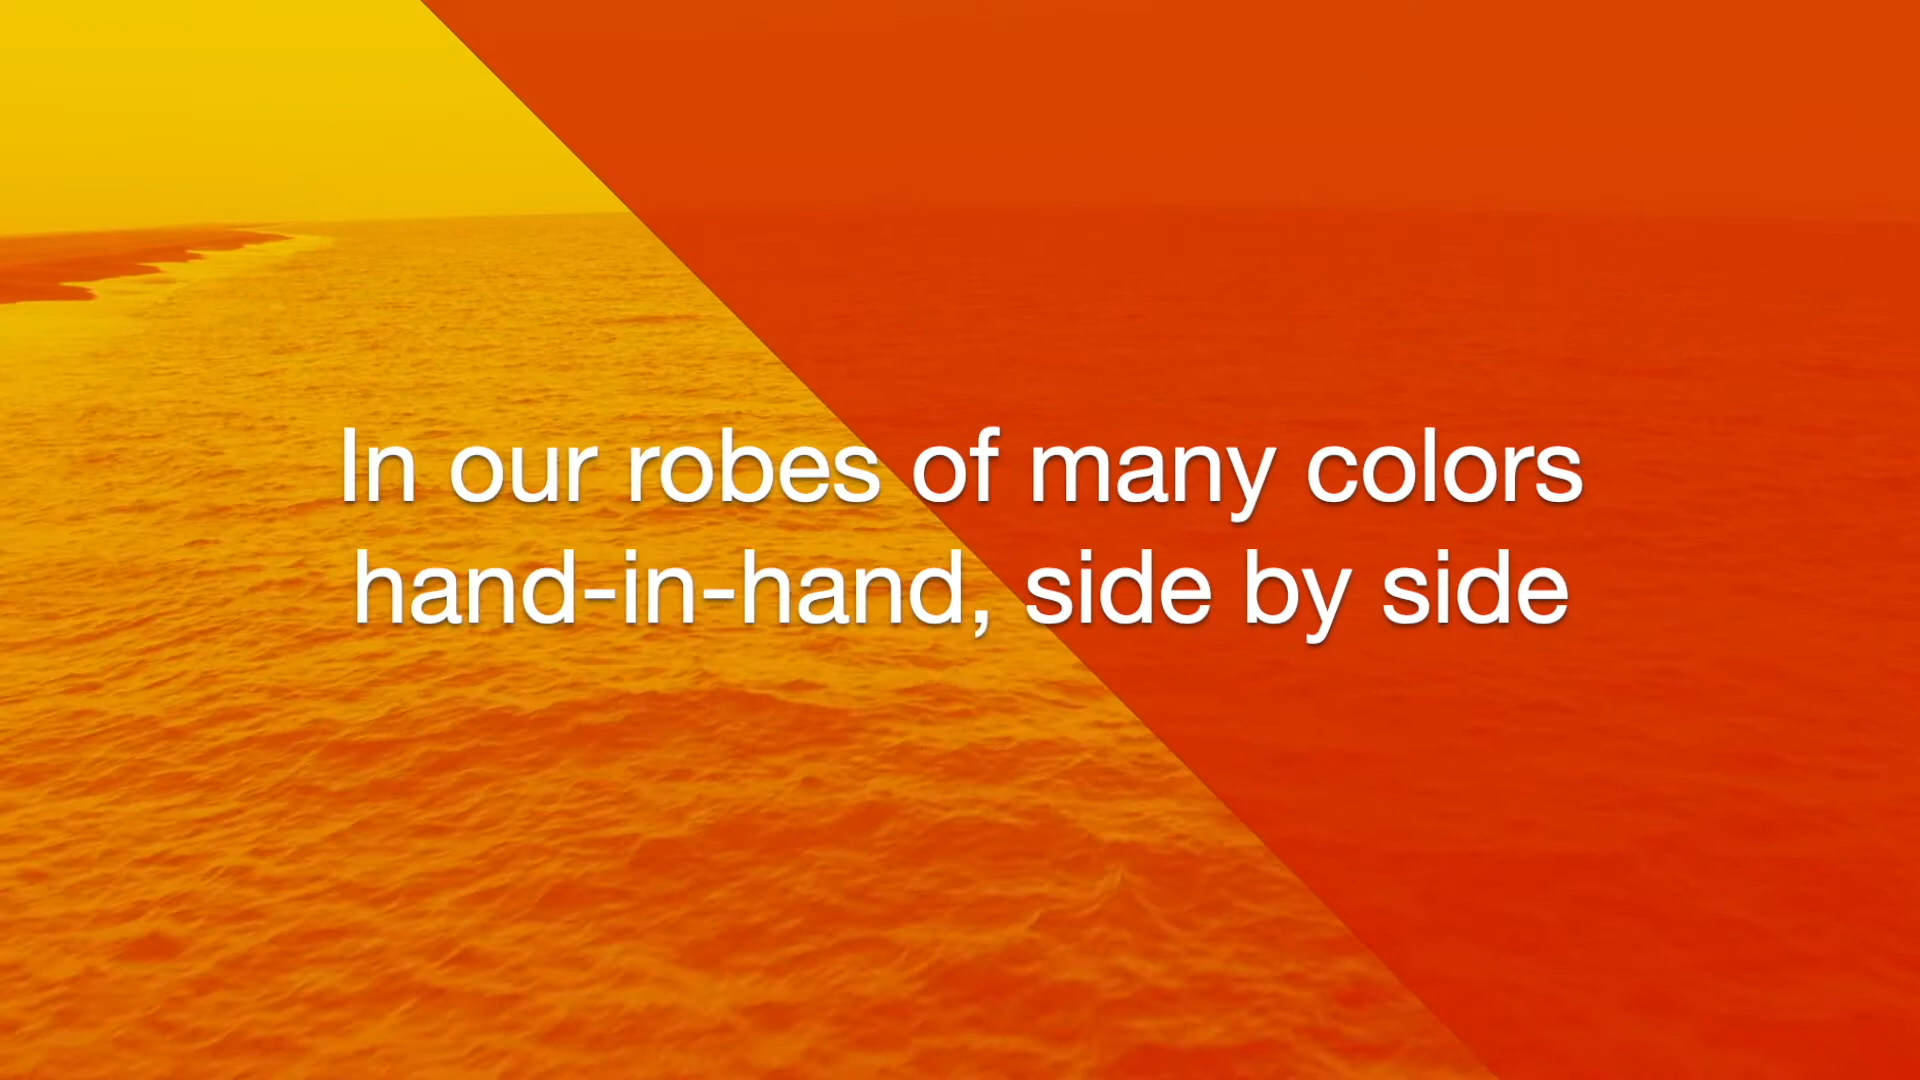 In our robes of many colors
hand-in-hand, side by side